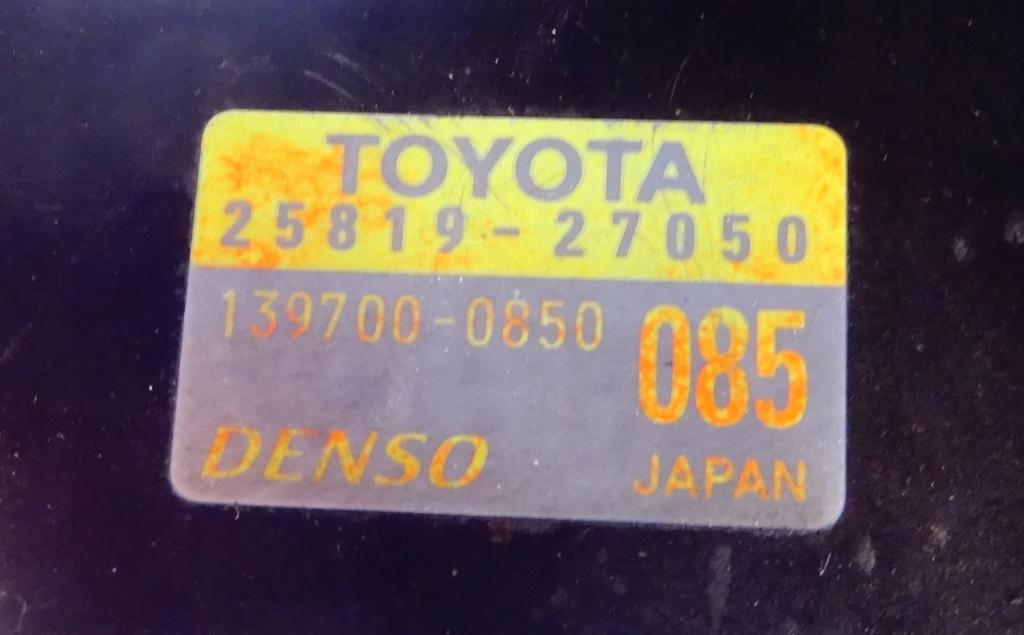 TOYOTA
25819-27050
139700-0850
085
DENSO
JAPAN